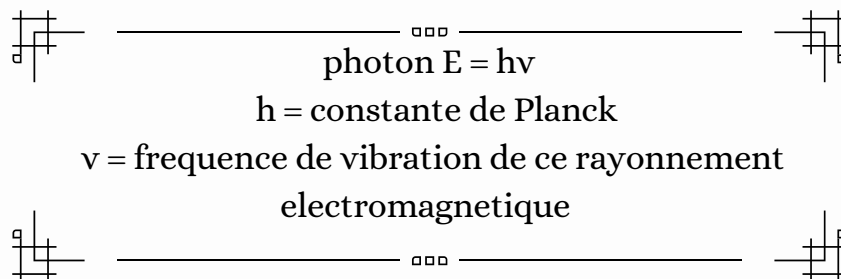 photon E = hv
h = constante de Planck
v = frequence de vibration de ce rayonnement
electromagnetique